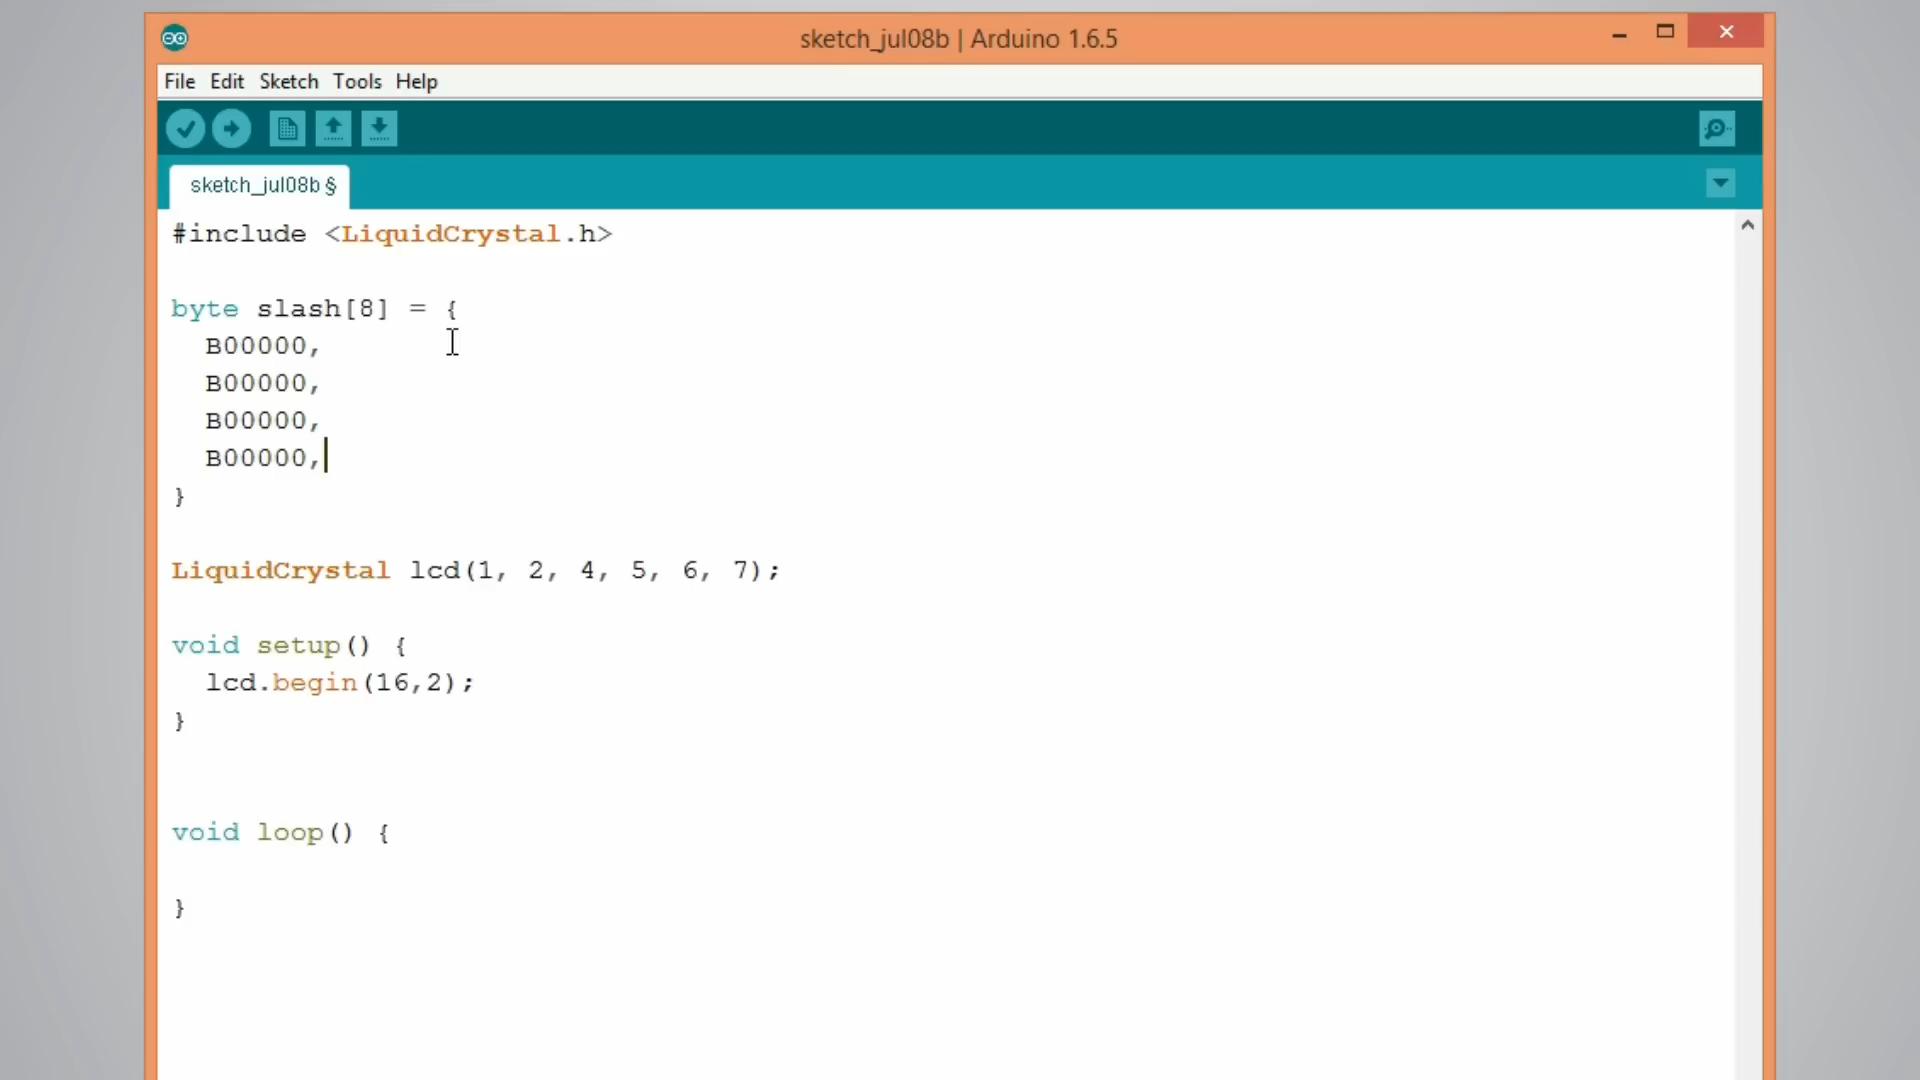 sketch_jul08b | Arduino 1.6.5
File Edit Sketch Tools Help
sketch_jul08b §
#include <LiquidCrystal.h>
byte slash[8] = {
B00000,
B00000,
B00000,
B00000,
}
LiquidCrystal lcd(1, 2, 4, 5, 6, 7);
void setup() {
lcd.begin(16,2);
}
void loop() {
}